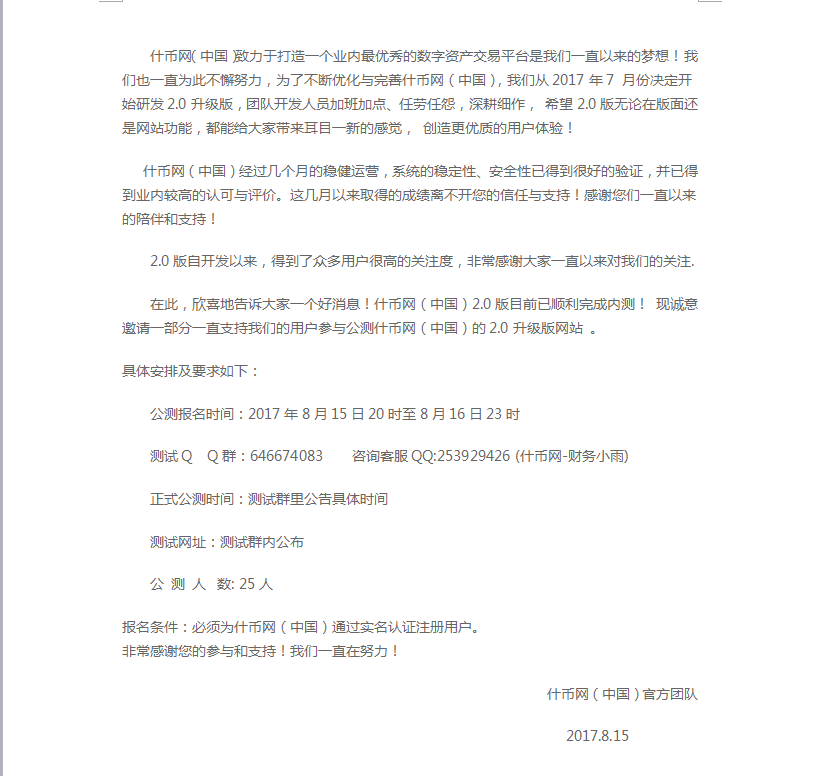 什币网( 中国 )致力于打造一个业内最优秀的数字资产交易平台是我们一直以来的梦想！我
们也一直为此不懈努力，为了不断优化与完善什币网（中国），我们从 2017 年 7 月份决定开
始研发 2.0 升级版，团队开发人员加班加点、任劳任怨，深耕细作， 希望 2.0 版无论在版面还
是网站功能，都能给大家带来耳目一新的感觉， 创造更优质的用户体验！
什币网（中国）经过几个月的稳健运营，系统的稳定性、安全性已得到很好的验证，并已得
到业内较高的认可与评价。这几月以来取得的成绩离不开您的信任与支持！感谢您们一直以来
的陪伴和支持！
2.0 版自开发以来，得到了众多用户很高的关注度，非常感谢大家一直以来对我们的关注.
在此，欣喜地告诉大家一个好消息！什币网（中国）2.0 版目前已顺利完成内测！ 现诚意
邀请一部分一直支持我们的用户参与公测什币网（中国）的 2.0 升级版网站 。
具体安排及要求如下：
公测报名时间：2017 年 8 月 15 日 20 时至 8 月 16 日 23 时
测试 Q Q 群：646674083 咨询客服 QQ:253929426 (什币网-财务小雨)
正式公测时间：测试群里公告具体时间
测试网址：测试群内公布
公 测 人 数: 25 人
报名条件：必须为什币网（中国）通过实名认证注册用户。
非常感谢您的参与和支持！我们一直在努力！
什币网（中国）官方团队
2017.8.15